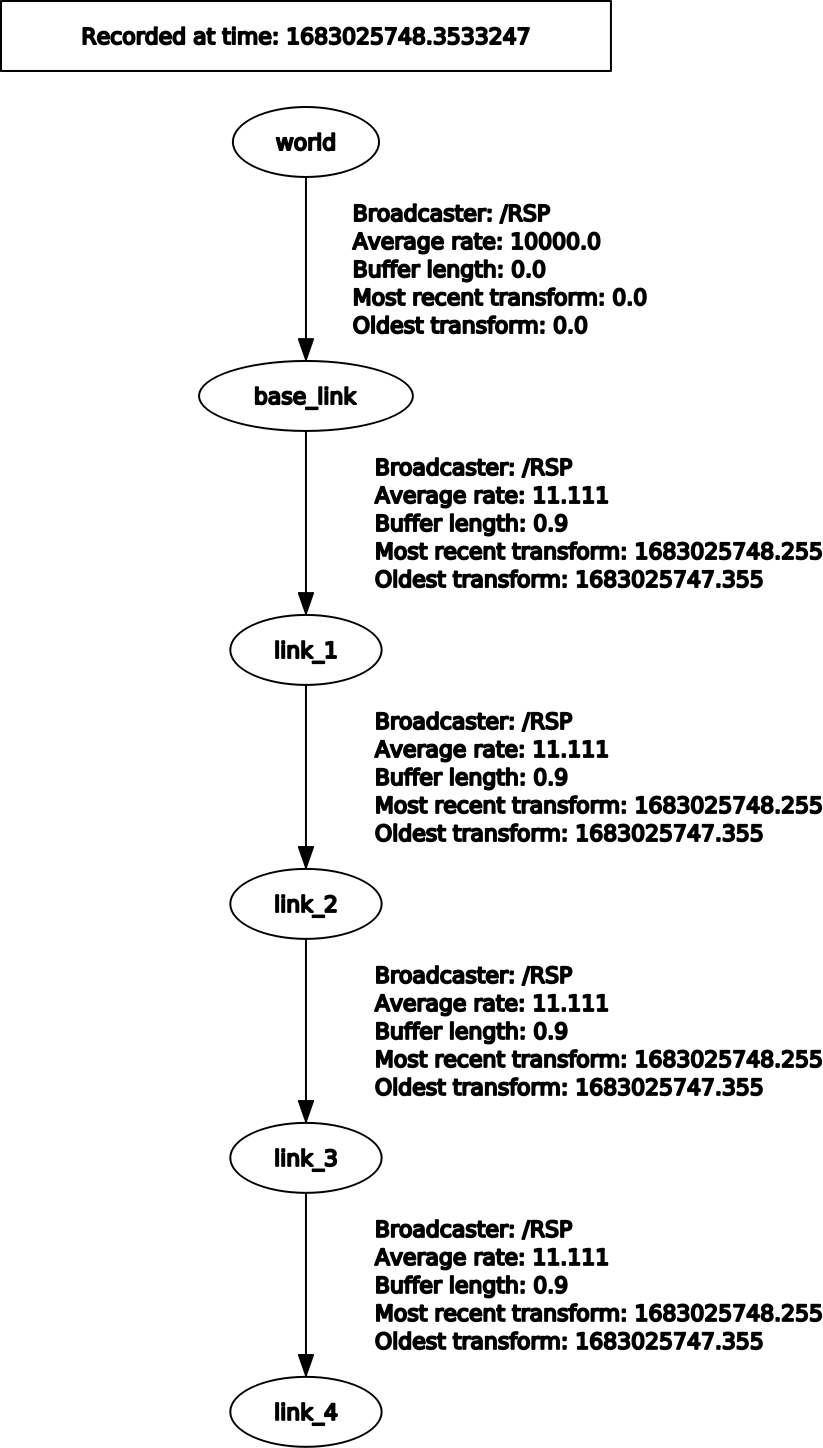 Recorded at time: 1683025748.3533247
world
Broadcaster: /RSP
Average rate: 10000.0
Buffer length: 0.0
Most recent transform: 0.0
Oldest transform: 0.0
base_link
Broadcaster: /RSP
Average rate: 11.111
Buffer length: 0.9
Most recent transform: 1683025748.255
Oldest transform: 1683025747.355
link_1
Broadcaster: /RSP
Average rate: 11.111
Buffer length: 0.9
Most recent transform: 1683025748.255
Oldest transform: 1683025747.355
link_2
Broadcaster: /RSP
Average rate: 11.111
Buffer length: 0.9
Most recent transform: 1683025748.255
Oldest transform: 1683025747.355
link_3
Broadcaster: /RSP
Average rate: 11.111
Buffer length: 0.9
Most recent transform: 1683025748.255
Oldest transform: 1683025747.355
link_4